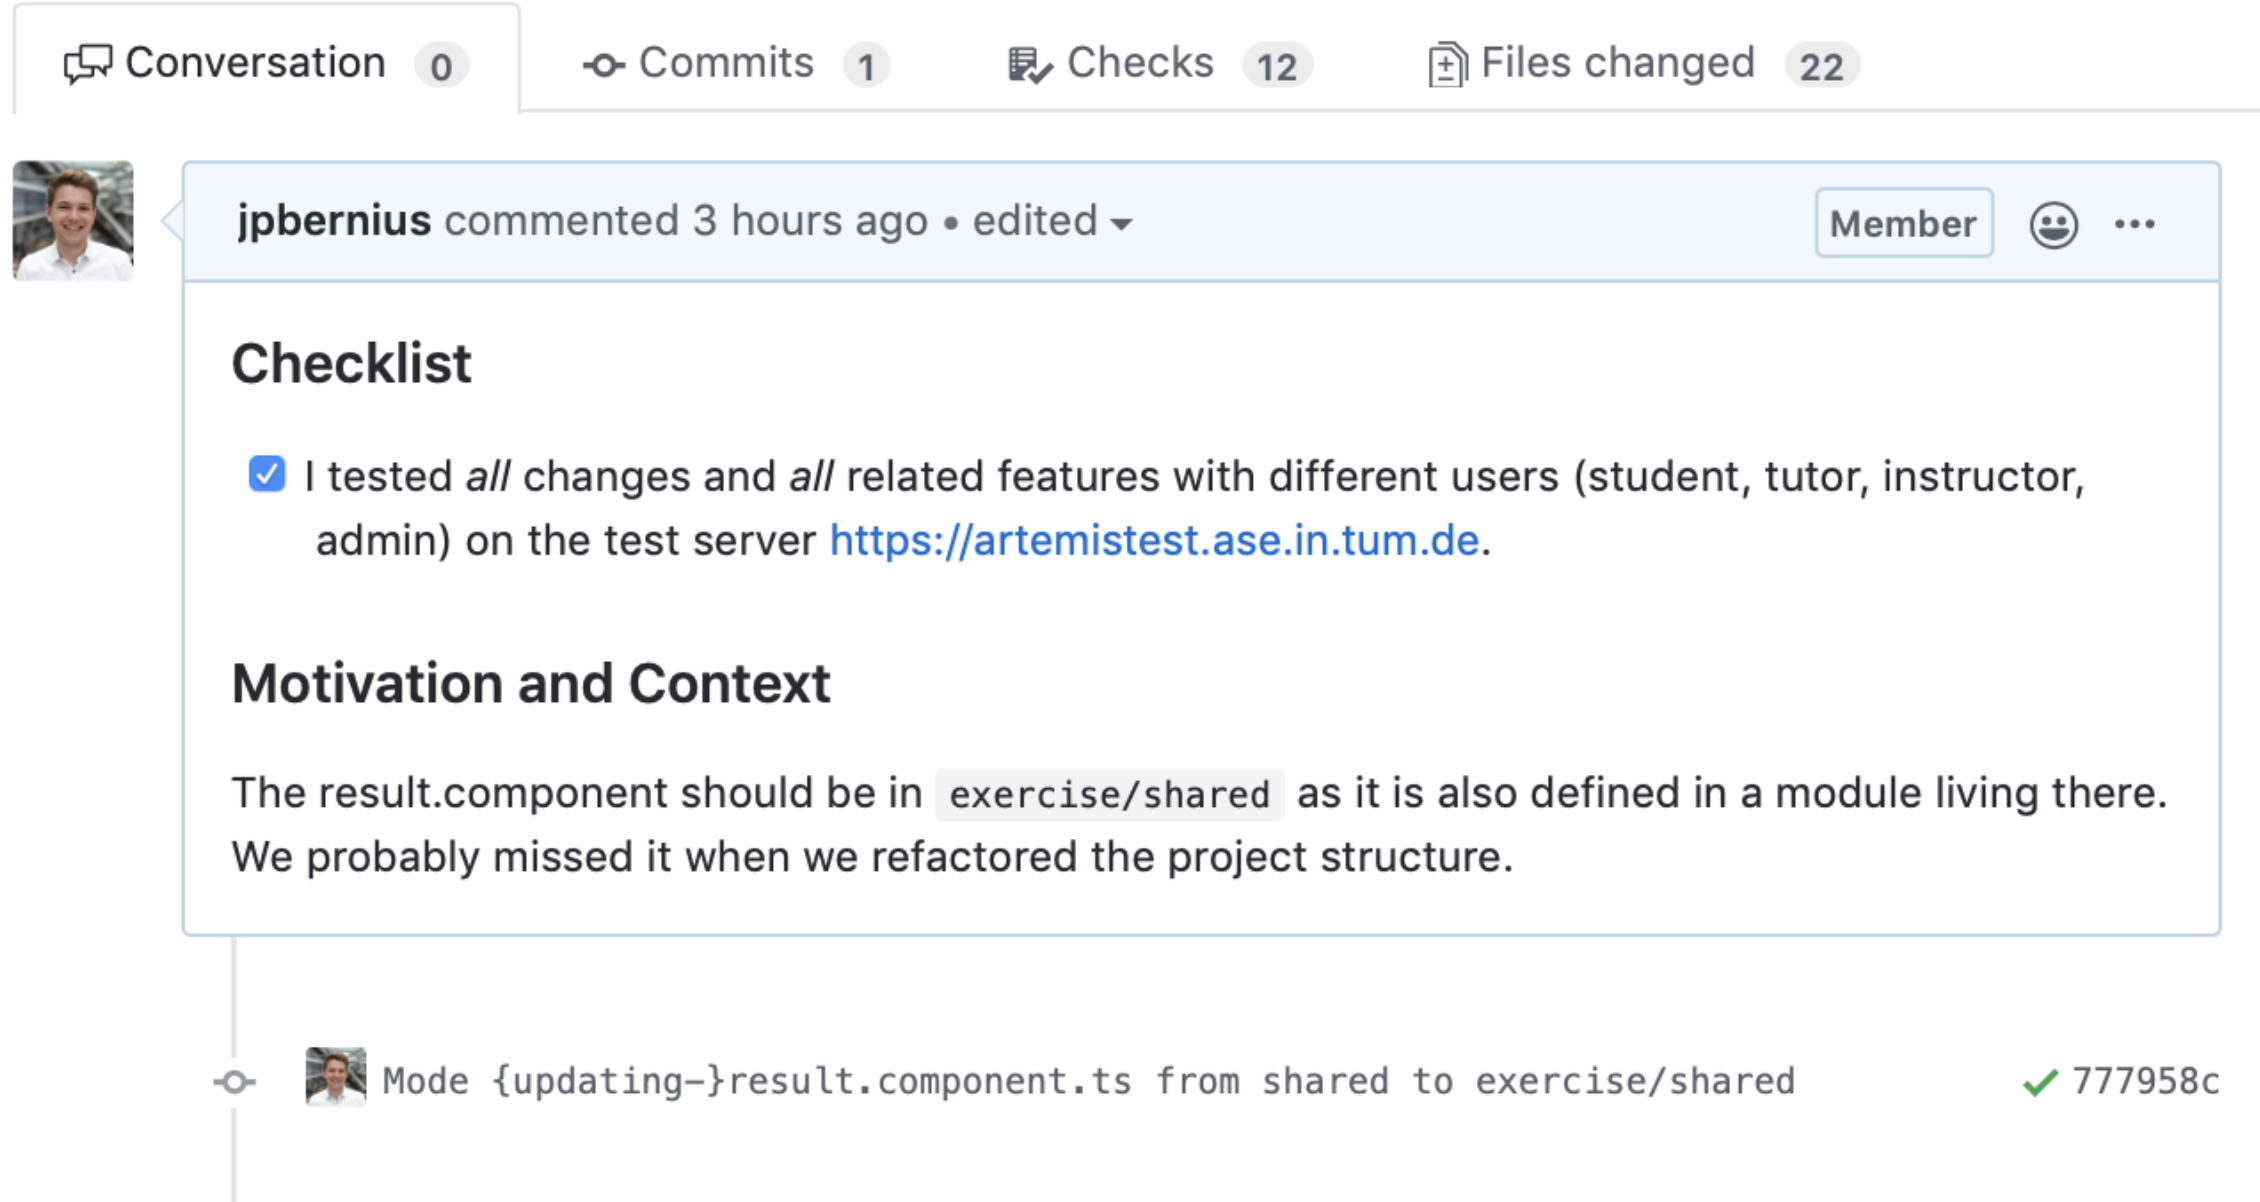 Conversation 0 Commits 1 Checks 12 Files changed 22
jpbernius commented 3 hours ago • edited Member
Checklist
I tested all changes and all related features with different users (student, tutor, instructor,
admin) on the test server https://artemistest.ase.in.tum.de.
Motivation and Context
The result.component should be in exercise/shared as it is also defined in a module living there.
We probably missed it when we refactored the project structure.
Mode {updating-}result.component.ts from shared to exercise/shared 777958c